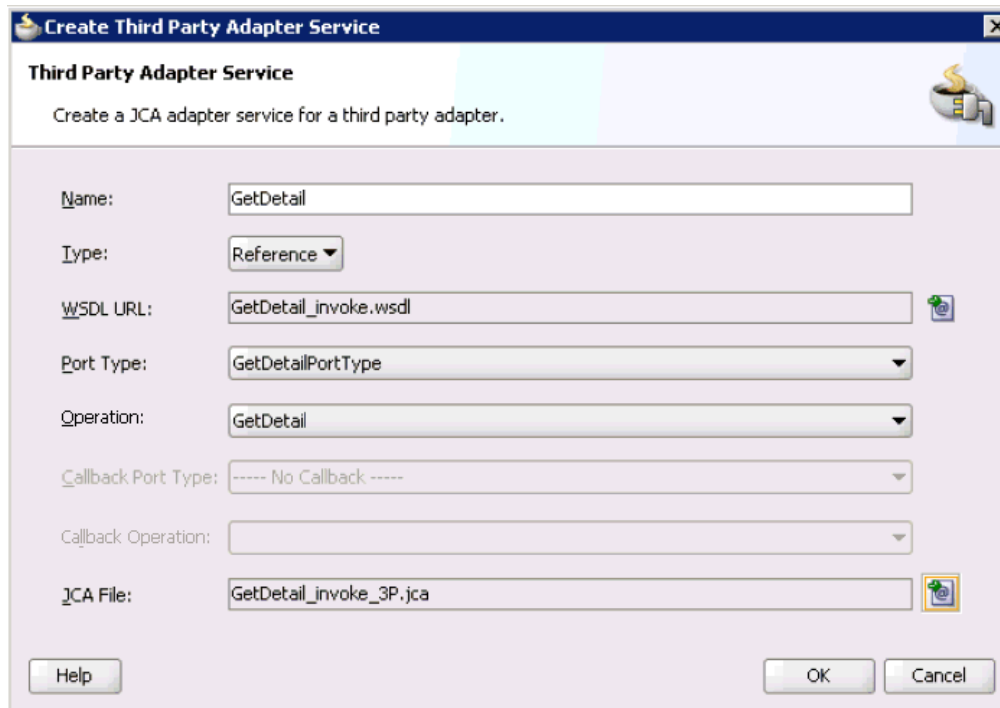 Create Third Party Adapter Service
Third Party Adapter Service
Create a JCA adapter service for a third party adapter.
Name: GetDetail
Type: Reference
WSDL URL: GetDetail_invoke.wsdl
Port Type: GetDetailPortType
Operation: GetDetail
Callback Port Type: ----- No Callback -----
Callback Operation:
JCA File: GetDetail_invoke_3P.jca
Help OK Cancel